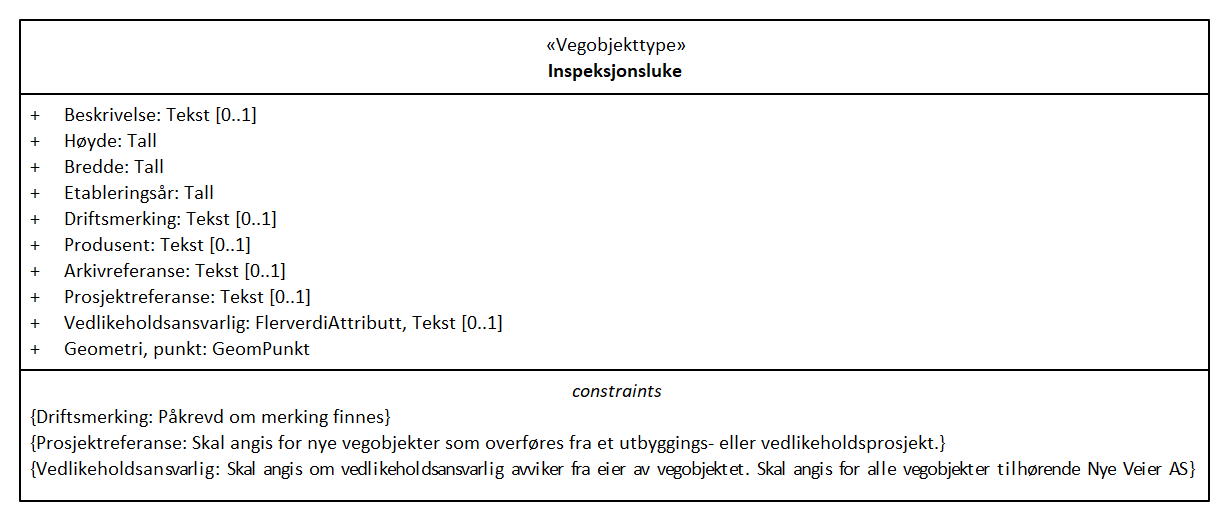 «Vegobjekttype»
Inspeksjonsluke
+ Beskrivelse: Tekst [0..1]
+ Høyde: Tall
+ Bredde: Tall
+ Etableringsår: Tall
+ Driftsmerking: Tekst [0..1]
+ Produsent: Tekst [0..1]
+ Arkivreferanse: Tekst [0..1]
+ Prosjektreferanse: Tekst [0..1]
+ Vedlikeholdsansvarlig: FlerverdiAttributt, Tekst [0..1]
+ Geometri, punkt: GeomPunkt
constraints
{Driftsmerking: Påkrevd om merking finnes}
{Prosjektreferanse: Skal angis for nye vegobjekter som overføres fra et utbyggings- eller vedlikeholdsprosjekt.}
{Vedlikeholdsansvarlig: Skal angis om vedlikeholdsansvarlig avviker fra eier av vegobjektet. Skal angis for alle vegobjekter tilhørende Nye Veier AS}